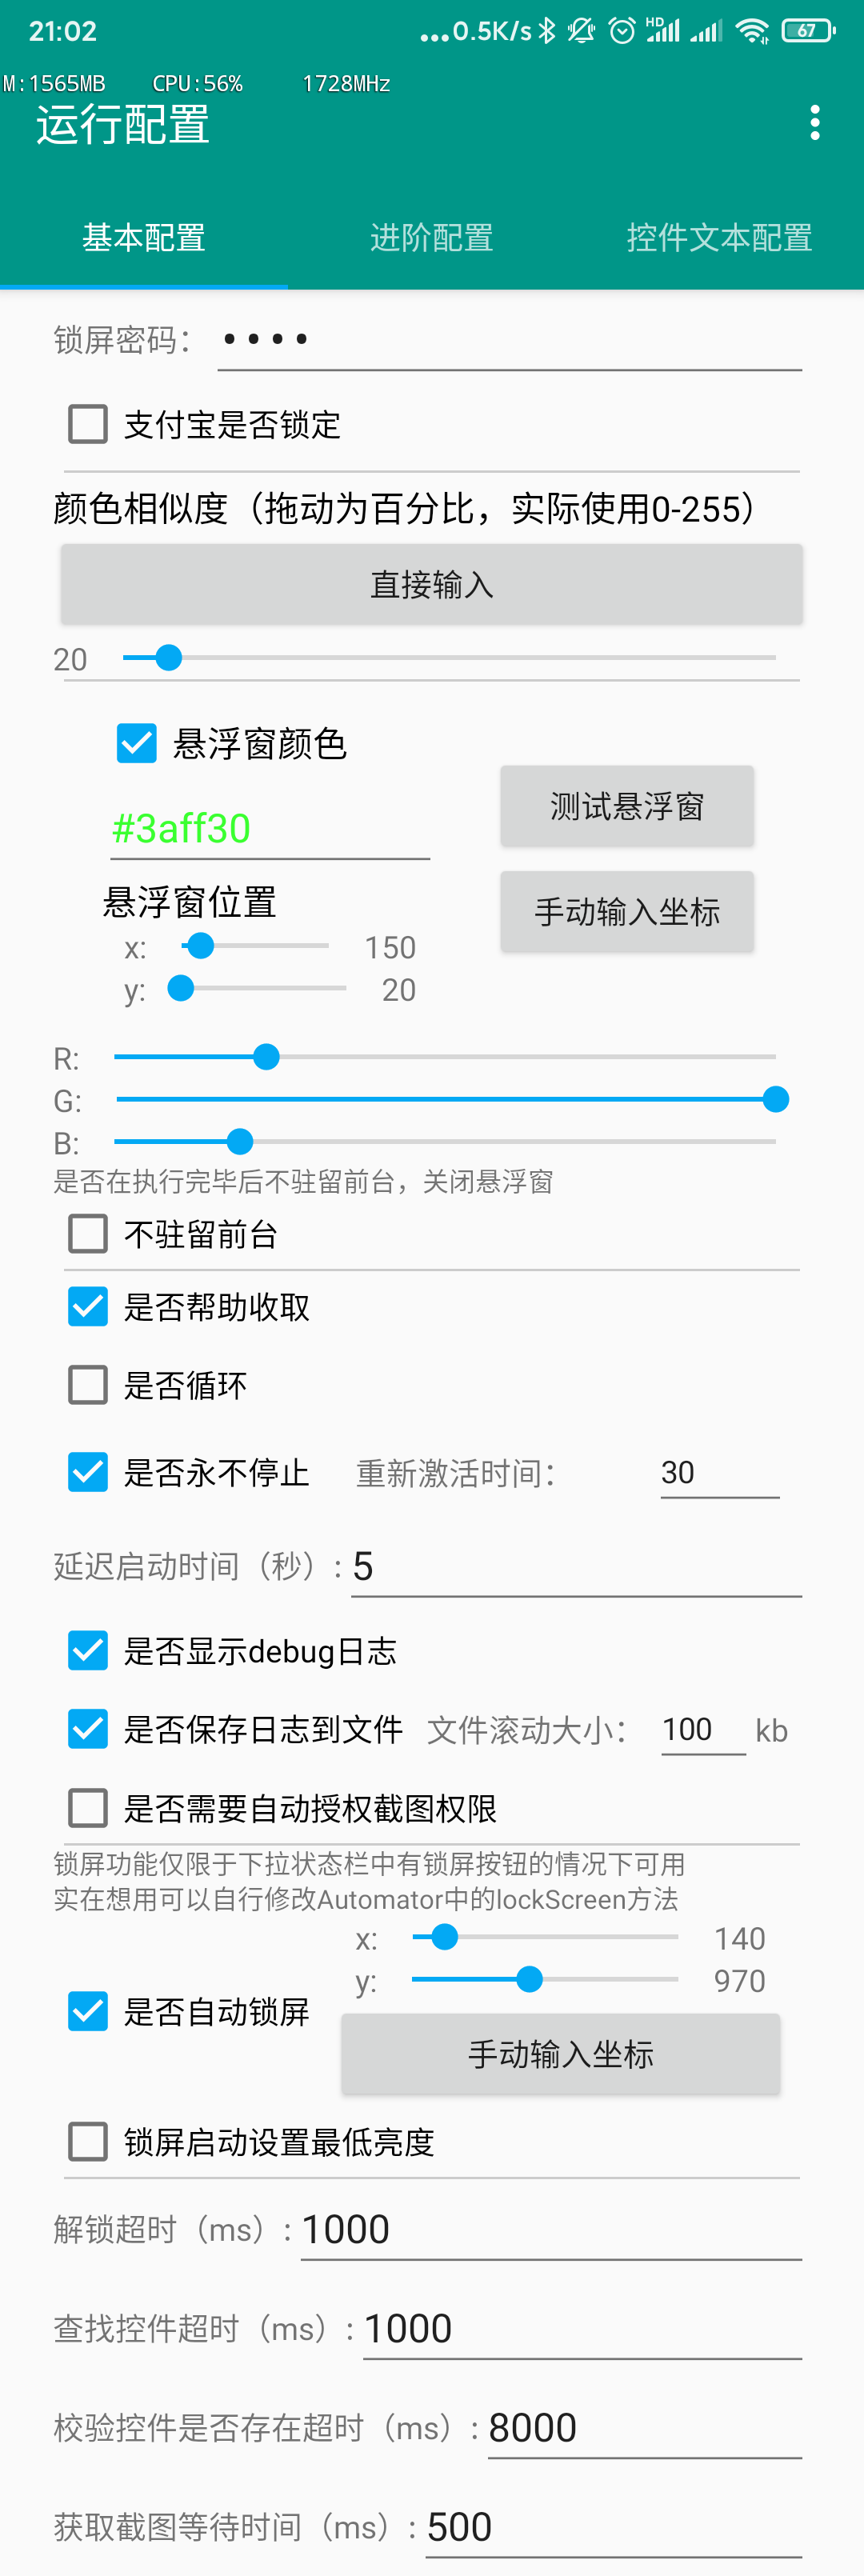 21:02 ...0.5K/s HD 67
M:1565MB CPU:56% 1728MHz
运行配置
基本配置 进阶配置 控件文本配置
锁屏密码： ••••
支付宝是否锁定
颜色相似度（拖动为百分比，实际使用0-255）
直接输入
20
悬浮窗颜色
测试悬浮窗
#3aff30
悬浮窗位置
手动输入坐标
x: 150
y: 20
R:
G:
B:
是否在执行完毕后不驻留前台，关闭悬浮窗
不驻留前台
是否帮助收取
是否循环
是否永不停止 重新激活时间： 30
延迟启动时间（秒）: 5
是否显示debug日志
是否保存日志到文件 文件滚动大小： 100 kb
是否需要自动授权截图权限
锁屏功能仅限于下拉状态栏中有锁屏按钮的情况下可用
实在想用可以自行修改Automator中的lockScreen方法
x: 140
y: 970
是否自动锁屏
手动输入坐标
锁屏启动设置最低亮度
解锁超时（ms）: 1000
查找控件超时（ms）: 1000
校验控件是否存在超时（ms）: 8000
获取截图等待时间（ms）: 500